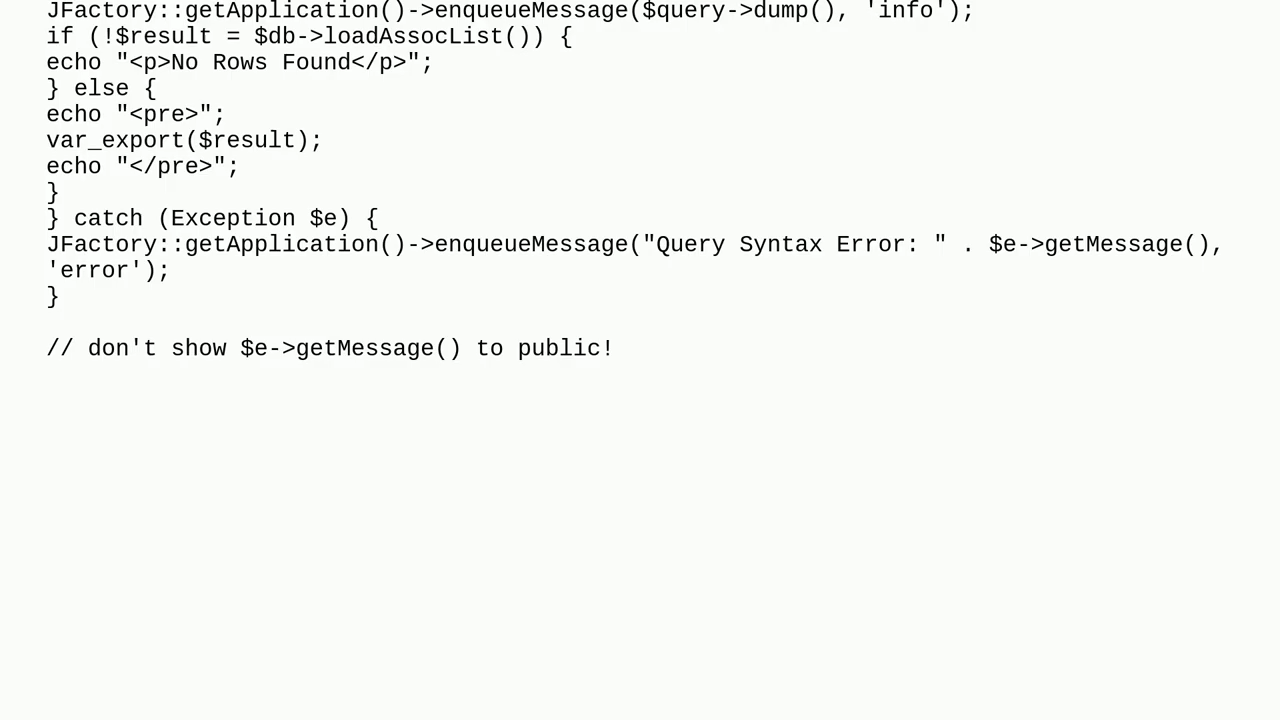 JFactory::getApplication()->enqueueMessage($query->dump(), 'info');
if (!$result = $db->loadAssocList()) {
echo "<p>No Rows Found</p>";
} else {
echo "<pre>";
var_export($result);
echo "</pre>";
}
} catch (Exception $e) {
JFactory::getApplication()->enqueueMessage("Query Syntax Error: " . $e->getMessage(),
'error');
}

// don't show $e->getMessage() to public!